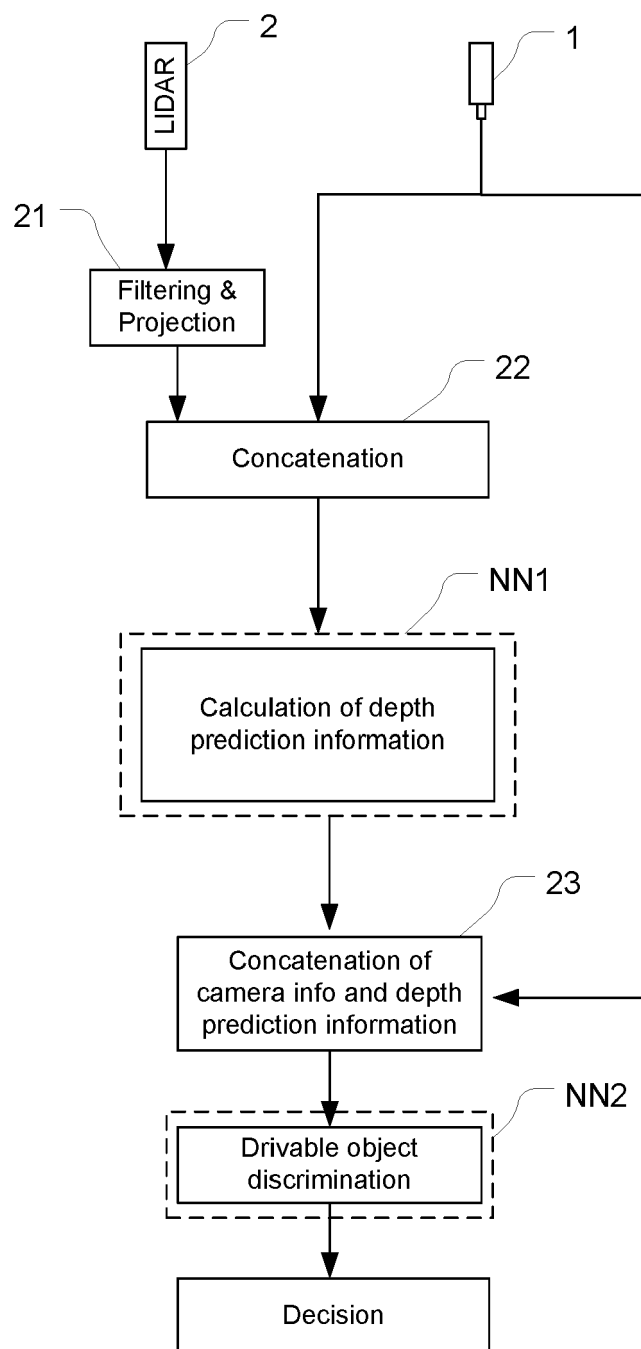 2
1
LIDAR
21
Filtering &
Projection
22
Concatenation
NN1
Calculation of depth
prediction information
23
Concatenation of
camera info and depth
prediction information
NN2
Drivable object
discrimination
Decision